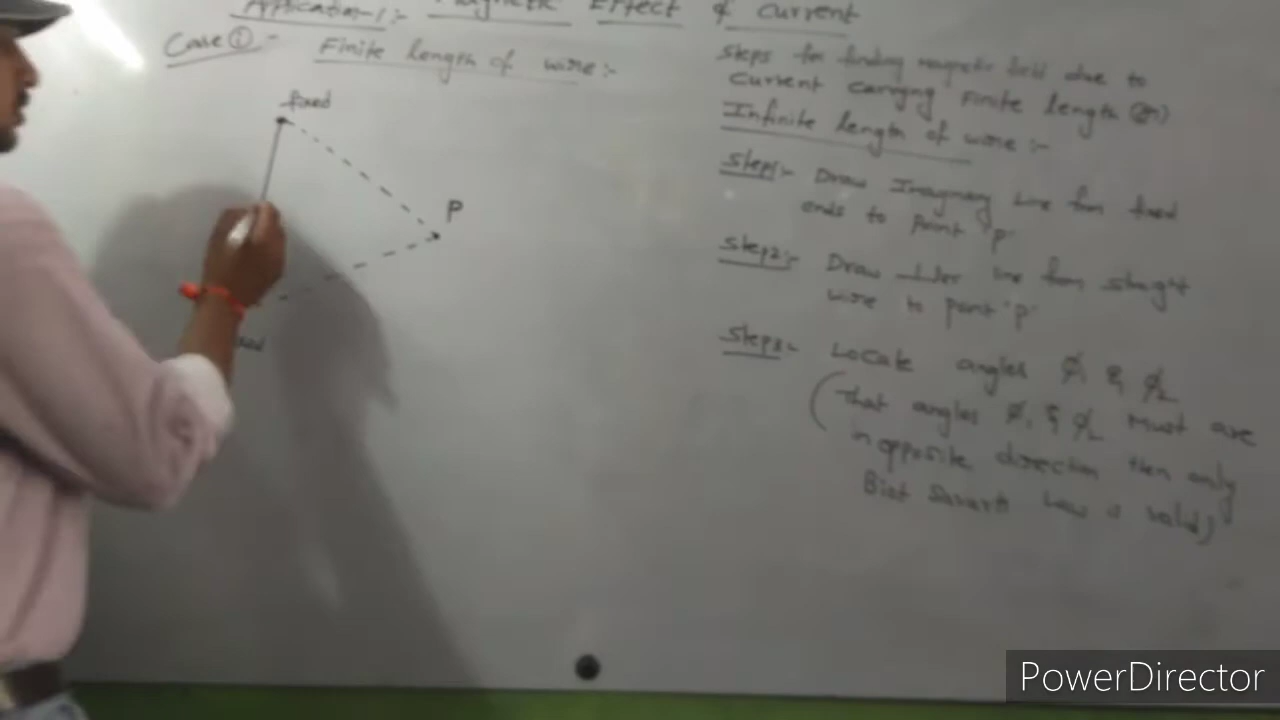 Application-1:- Magnetic Effect of Current
Case ① :- Finite length of wire:-
fixed
P
Steps for finding magnetic field due to
Current carrying Finite length (or)
Infinite length of wire :-
Step1:- Draw Imaginary line from fixed
ends to point 'p'
Step2:- Draw ⊥ler line from straight
wire to point 'p'
Step3:- Locate angles ϕ₁ & ϕ₂
(That angles ϕ₁ & ϕ₂ must are
in opposite direction then only
Biot Savarts Law is valid)
PowerDirector